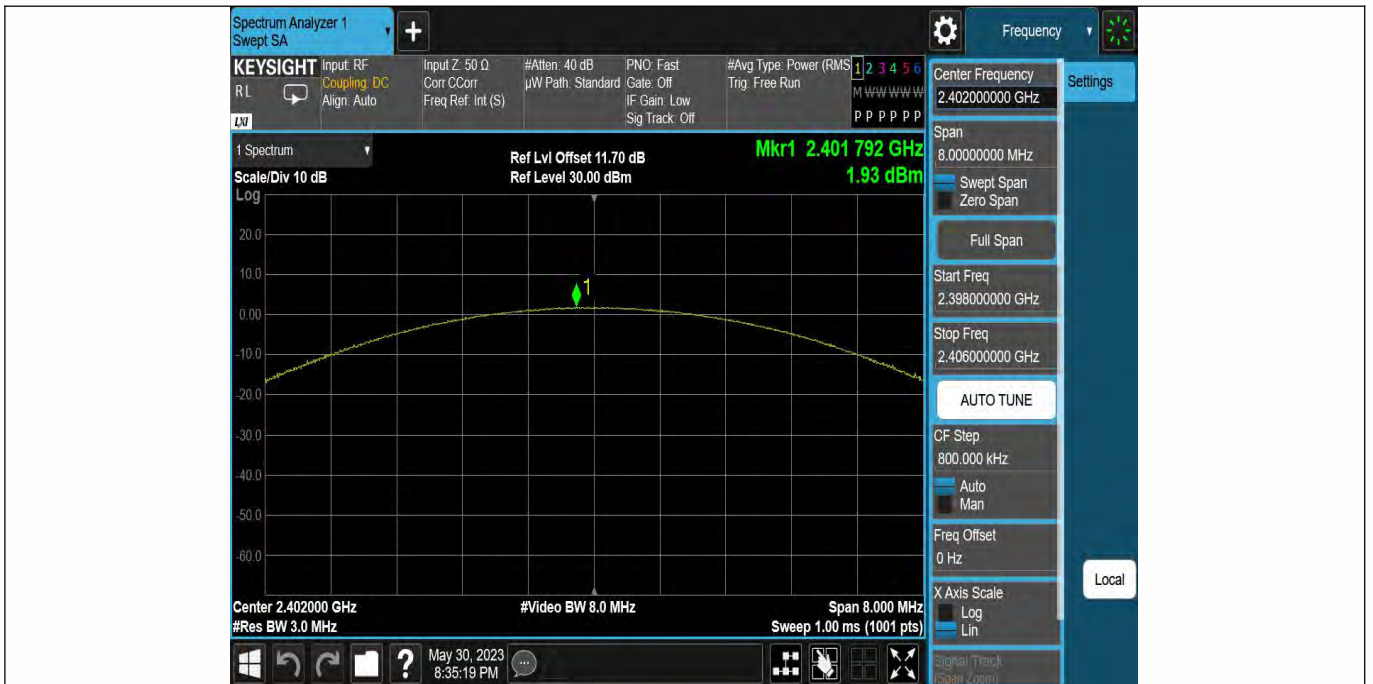 Spectrum Analyzer 1
Swept SA
+
Frequency
KEYSIGHT
RL
LXI
Input: RF
Coupling: DC
Align: Auto
Input Z: 50 Ω
Corr CCorr
Freq Ref: Int (S)
#Atten: 40 dB
µW Path: Standard
PNO: Fast
Gate: Off
IF Gain: Low
Sig Track: Off
#Avg Type: Power (RMS
Trig: Free Run
1 2 3 4 5 6
M W W W W W
P P P P P P
1 Spectrum
Scale/Div 10 dB
Ref Lvl Offset 11.70 dB
Ref Level 30.00 dBm
Mkr1 2.401 792 GHz
1.93 dBm
Log
20.0
10.0
0.00
-10.0
-20.0
-30.0
-40.0
-50.0
-60.0
1
Center 2.402000 GHz
#Res BW 3.0 MHz
#Video BW 8.0 MHz
Span 8.000 MHz
Sweep 1.00 ms (1001 pts)
Center Frequency
2.402000000 GHz
Settings
Span
8.00000000 MHz
Swept Span
Zero Span
Full Span
Start Freq
2.398000000 GHz
Stop Freq
2.406000000 GHz
AUTO TUNE
CF Step
800.000 kHz
Auto
Man
Freq Offset
0 Hz
X Axis Scale
Log
Lin
Signal Track
(Span Zoom)
Local
?
May 30, 2023
8:35:19 PM